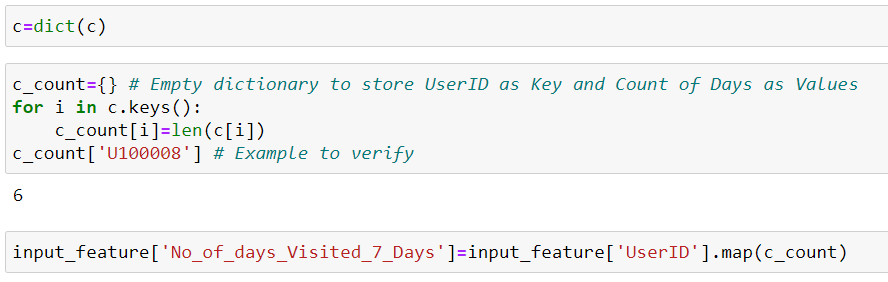 c=dict(c)
c_count={} # Empty dictionary to store UserID as Key and Count of Days as Values
for i in c.keys():
    c_count[i]=len(c[i])
c_count['U100008'] # Example to verify
6
input_feature['No_of_days_Visited_7_Days']=input_feature['UserID'].map(c_count)